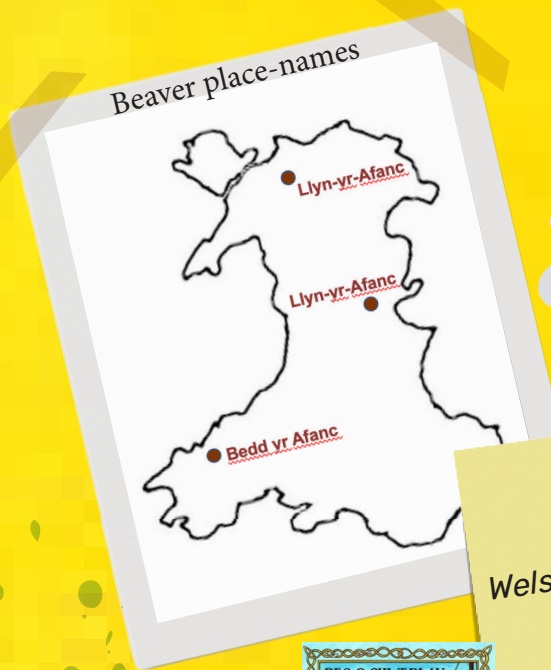 Beaver place-names
Llyn-yr-Afanc
Llyn-yr-Afanc
Bedd yr Afanc
Wels